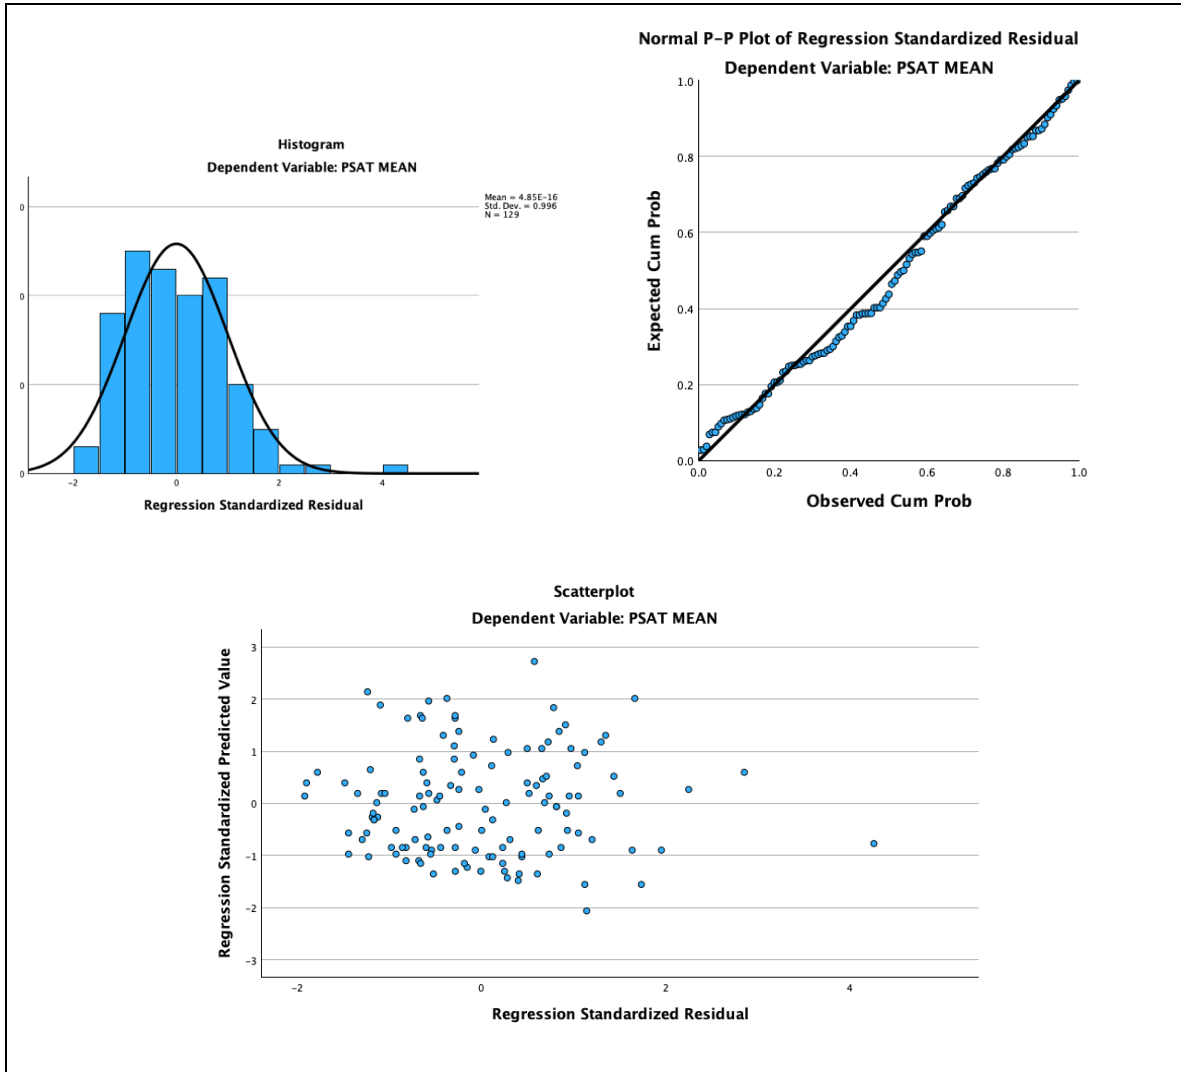 Normal P-P Plot of Regression Standardized Residual
Dependent Variable: PSAT MEAN
1.0
0.8
0.6
0.4
0.2
0.0
Expected Cum Prob
0.0 0.2 0.4 0.6 0.8 1.0
Observed Cum Prob
Histogram
Dependent Variable: PSAT MEAN
Mean = 4.85E-16
Std. Dev. = 0.996
N = 129
0
0
0
0
-2 0 2 4
Regression Standardized Residual
Scatterplot
Dependent Variable: PSAT MEAN
Regression Standardized Predicted Value
3
2
1
0
-1
-2
-3
-2 0 2 4
Regression Standardized Residual